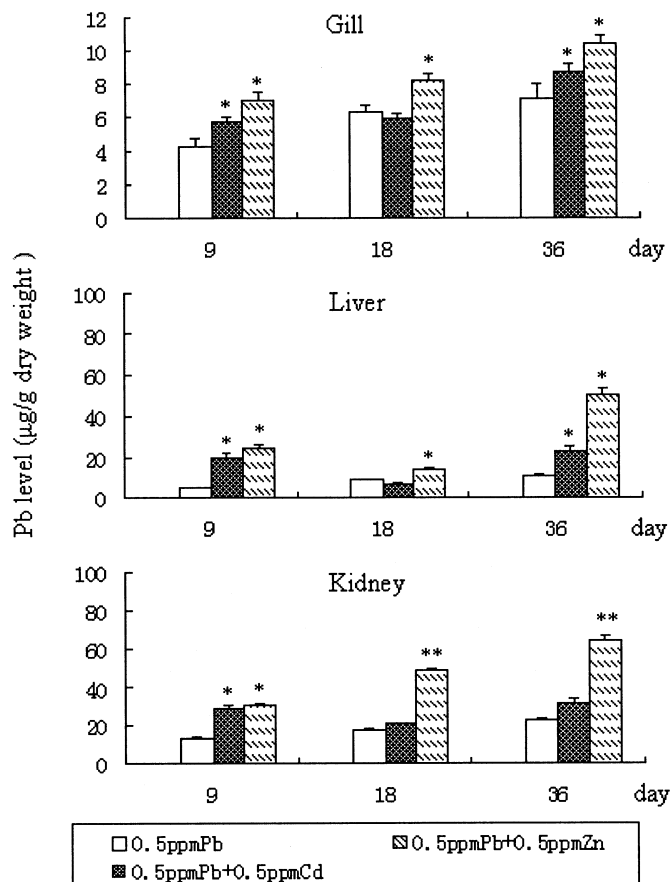 Gill
12
10
8
6
4
2
0
* * * * *
9 18 36 day
Pb level (μg/g dry weight )
Liver
100
80
60
40
20
0
* * * * *
9 18 36 day
Kidney
100
80
60
40
20
0
* * ** **
9 18 36 day
0.5ppmPb 0.5ppmPb+0.5ppmZn
0.5ppmPb+0.5ppmCd